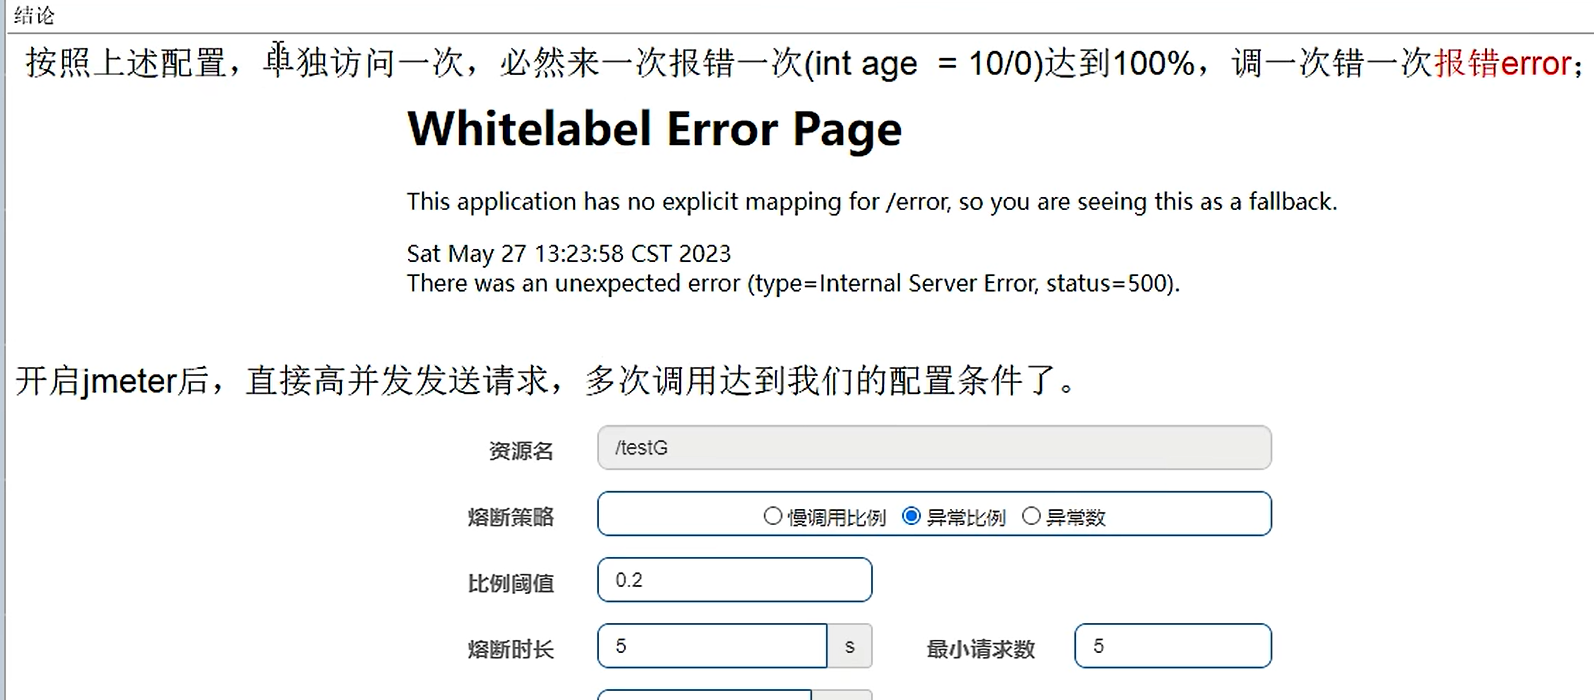 结论
按照上述配置，单独访问一次，必然来一次报错一次(int age  = 10/0)达到100%，调一次错一次报错error；
Whitelabel Error Page
This application has no explicit mapping for /error, so you are seeing this as a fallback.
Sat May 27 13:23:58 CST 2023
There was an unexpected error (type=Internal Server Error, status=500).
开启jmeter后，直接高并发发送请求，多次调用达到我们的配置条件了。
资源名 /testG
熔断策略 慢调用比例 异常比例 异常数
比例阈值 0.2
熔断时长 5 s 最小请求数 5